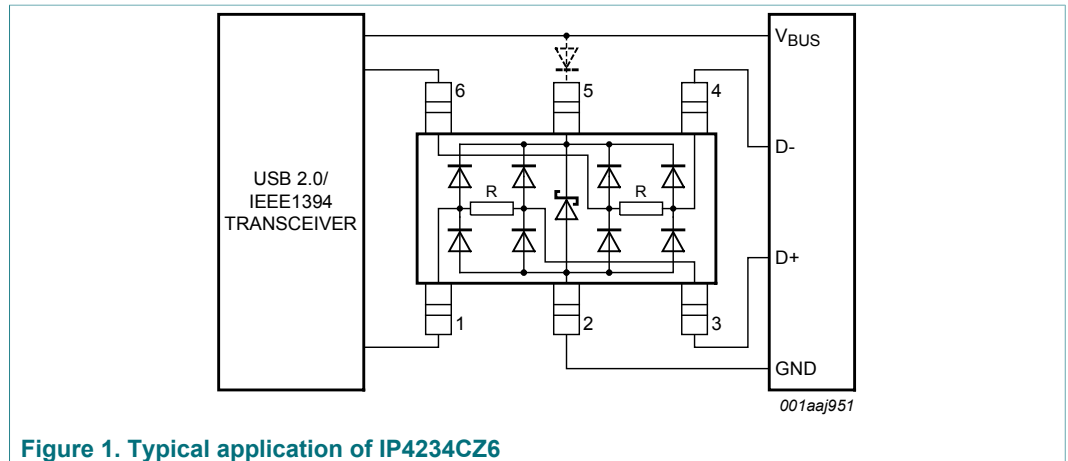 V_BUS
6
5
4
D-
USB 2.0/
IEEE1394
TRANSCEIVER
R
R
D+
1
2
3
GND
001aaj951
Figure 1. Typical application of IP4234CZ6